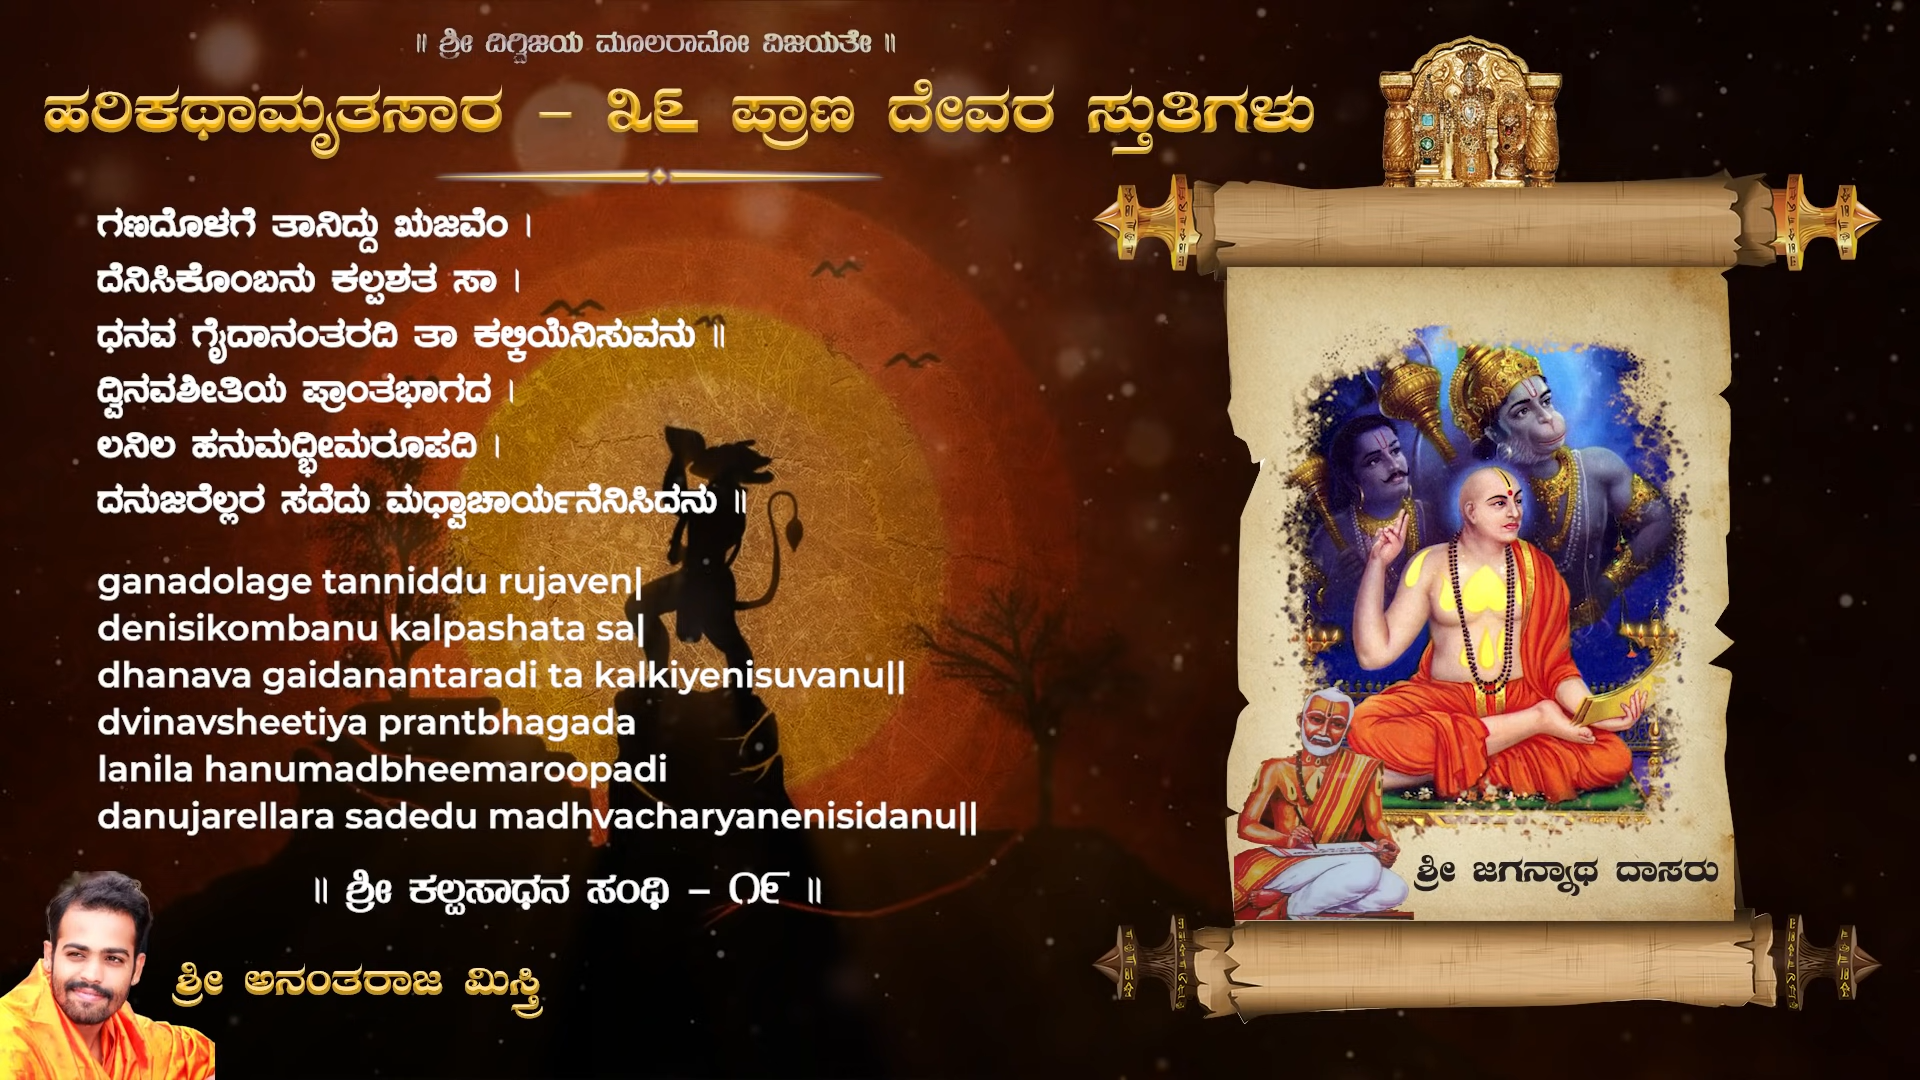 ॥ ಶ್ರೀ ದಿಗ್ವಿಜಯ ಮೂಲರಾಮೋ ವಿಜಯತೇ ॥
ಹರಿಕಥಾಮೃತಸಾರ – ೩೬ ಪ್ರಾಣ ದೇವರ ಸ್ತುತಿಗಳು
ಗಣದೊಳಗೆ ತಾನಿದ್ದು ಋಜವೆಂ ।
ದೆನಿಸಿಕೊಂಬನು ಕಲ್ಪಶತ ಸಾ ।
ಧನವ ಗೈದಾನಂತರದಿ ತಾ ಕಲ್ಕಿಯೆನಿಸುವನು ॥
ದ್ವಿನವಶೀತಿಯ ಪ್ರಾಂತಭಾಗದ ।
ಲನಿಲ ಹನುಮದ್ಭೀಮರೂಪದಿ ।
ದನುಜರೆಲ್ಲರ ಸದೆದು ಮಧ್ವಾಚಾರ್ಯನೆನಿಸಿದನು ॥
ganadolage tanniddu rujaven|
denisikombanu kalpashata sa|
dhanava gaidanantaradi ta kalkiyenisuvanu||
dvinavsheetiya prantbhagada
lanila hanumadbheemaroopadi
danujarellara sadedu madhvacharyanenisidanu||
॥ ಶ್ರೀ ಕಲ್ಪಸಾಧನ ಸಂಧಿ – ೧೯ ॥
ಶ್ರೀ ಜಗನ್ನಾಥ ದಾಸರು
ಶ್ರೀ ಅನಂತರಾಜ ಮಿಸ್ತ್ರಿ